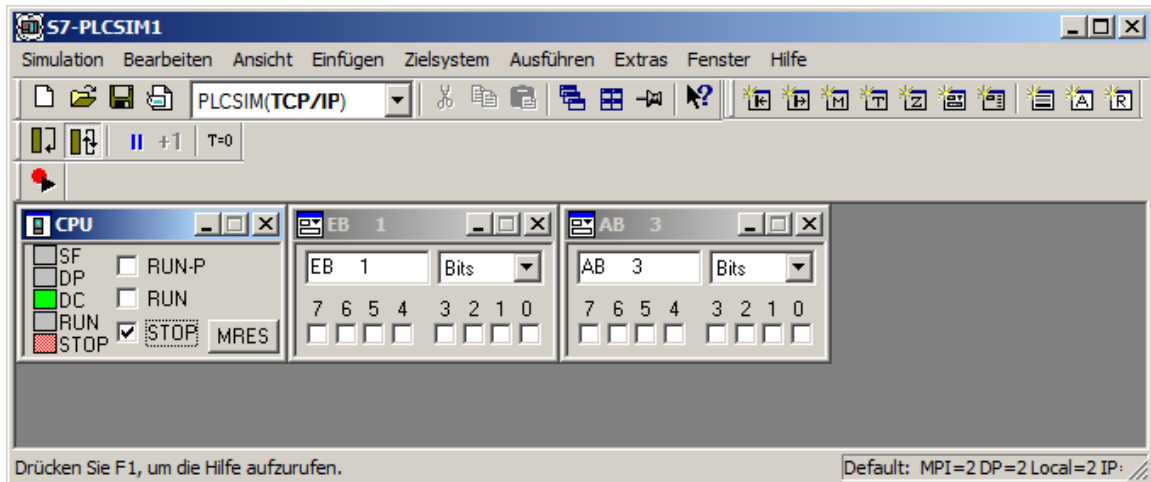 S7-PLCSIM1
Simulation Bearbeiten Ansicht Einfügen Zielsystem Ausführen Extras Fenster Hilfe
PLCSIM(TCP/IP)
+1 T=0
CPU
SF
DP
DC
RUN
STOP
RUN-P
RUN
STOP
MRES
EB 1
EB 1 Bits
7 6 5 4 3 2 1 0
AB 3
AB 3 Bits
7 6 5 4 3 2 1 0
Drücken Sie F1, um die Hilfe aufzurufen.
Default: MPI=2 DP=2 Local=2 IP